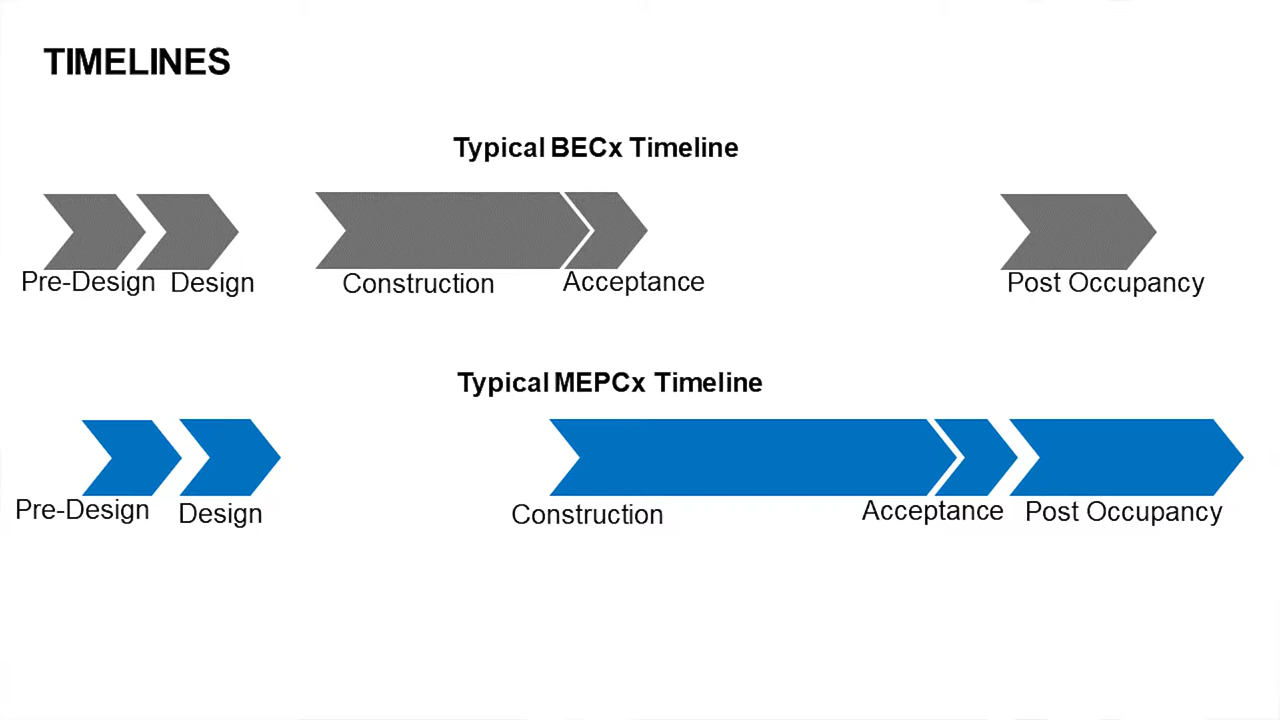 TIMELINES
Typical BECx Timeline
Pre-Design Design Construction Acceptance Post Occupancy
Typical MEPCx Timeline
Pre-Design Design Construction Acceptance Post Occupancy